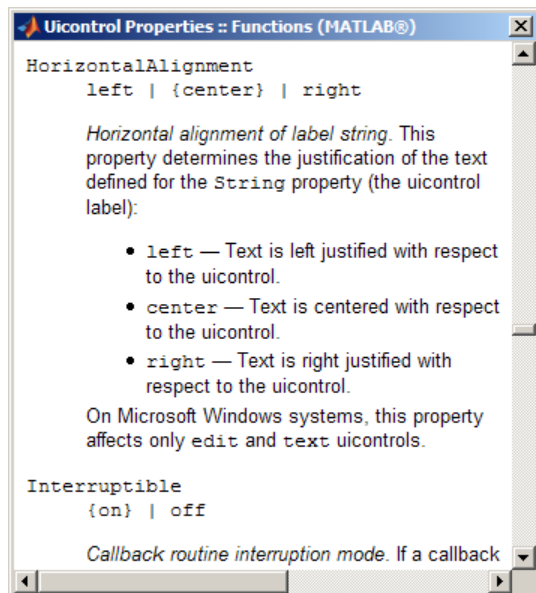 Uicontrol Properties :: Functions (MATLAB®)
HorizontalAlignment
left | {center} | right
Horizontal alignment of label string. This
property determines the justification of the text
defined for the String property (the uicontrol
label):
• left — Text is left justified with respect
to the uicontrol.
• center — Text is centered with respect
to the uicontrol.
• right — Text is right justified with
respect to the uicontrol.
On Microsoft Windows systems, this property
affects only edit and text uicontrols.
Interruptible
{on} | off
Callback routine interruption mode. If a callback